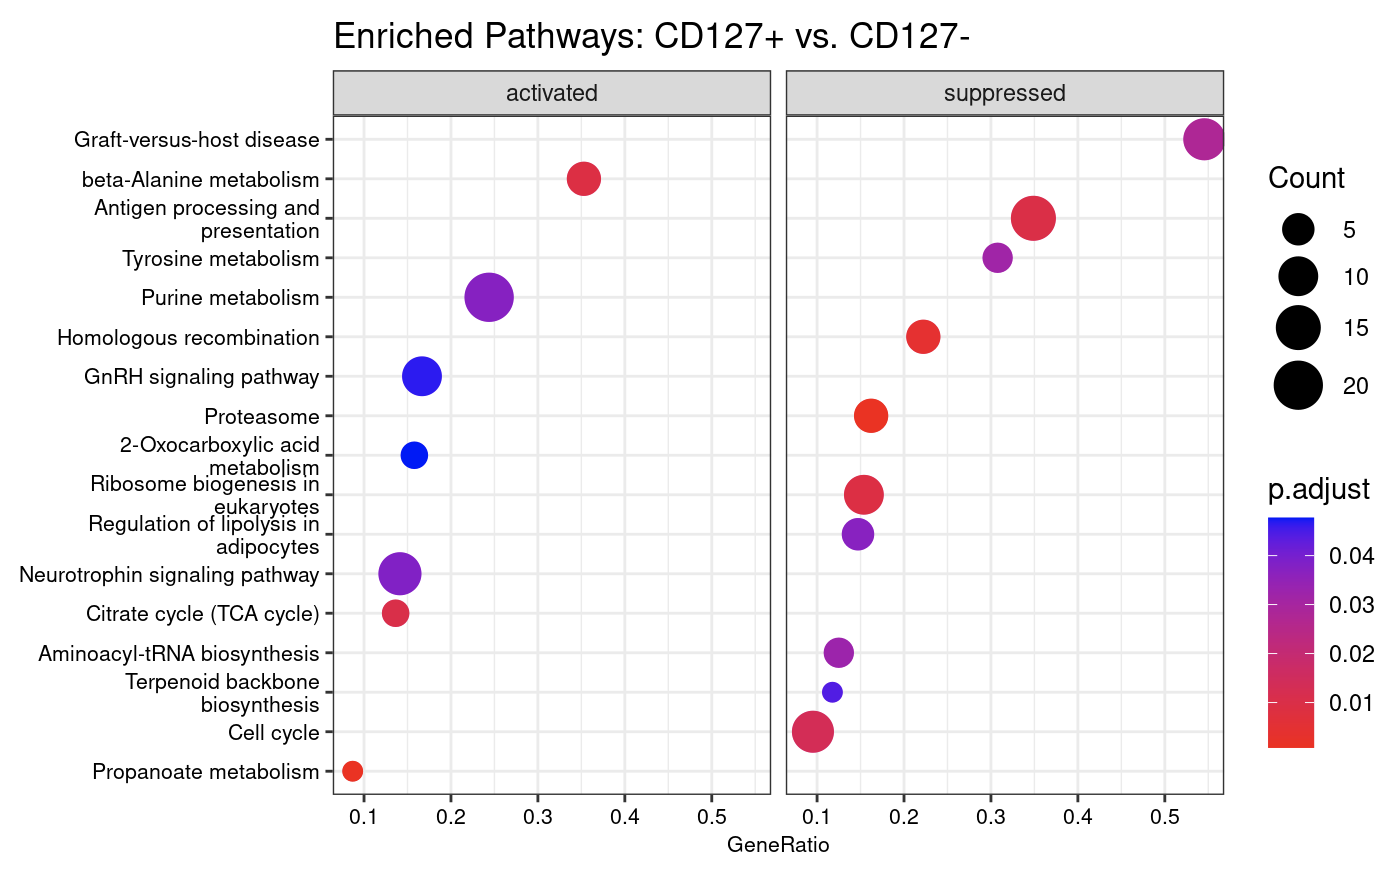 Enriched Pathways: CD127+ vs. CD127-
activated
suppressed
Graft-versus-host disease
beta-Alanine metabolism
Antigen processing and
presentation
Tyrosine metabolism
Purine metabolism
Homologous recombination
GnRH signaling pathway
Proteasome
2-Oxocarboxylic acid
metabolism
Ribosome biogenesis in
eukaryotes
Regulation of lipolysis in
adipocytes
Neurotrophin signaling pathway
Citrate cycle (TCA cycle)
Aminoacyl-tRNA biosynthesis
Terpenoid backbone
biosynthesis
Cell cycle
Propanoate metabolism
0.1 0.2 0.3 0.4 0.5
0.1 0.2 0.3 0.4 0.5
GeneRatio
Count
5
10
15
20
p.adjust
0.04
0.03
0.02
0.01